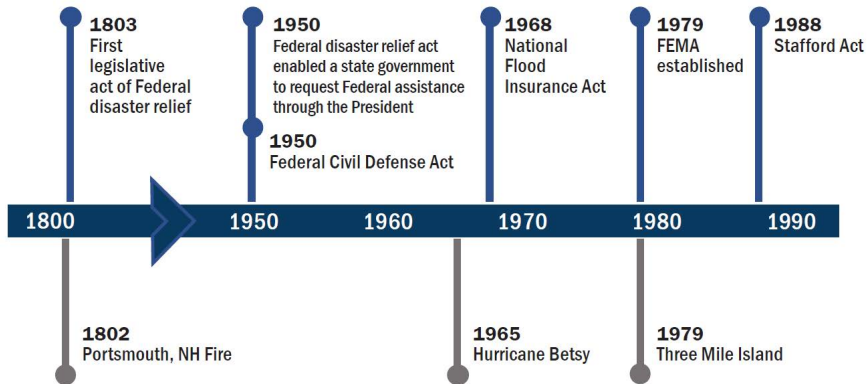 1803
First
legislative
act of Federal
disaster relief
1950
Federal disaster relief act
enabled a state government
to request Federal assistance
through the President
1950
Federal Civil Defense Act
1968
National
Flood
Insurance Act
1979
FEMA
established
1988
Stafford Act
1800
1950
1960
1970
1980
1990
1802
Portsmouth, NH Fire
1965
Hurricane Betsy
1979
Three Mile Island